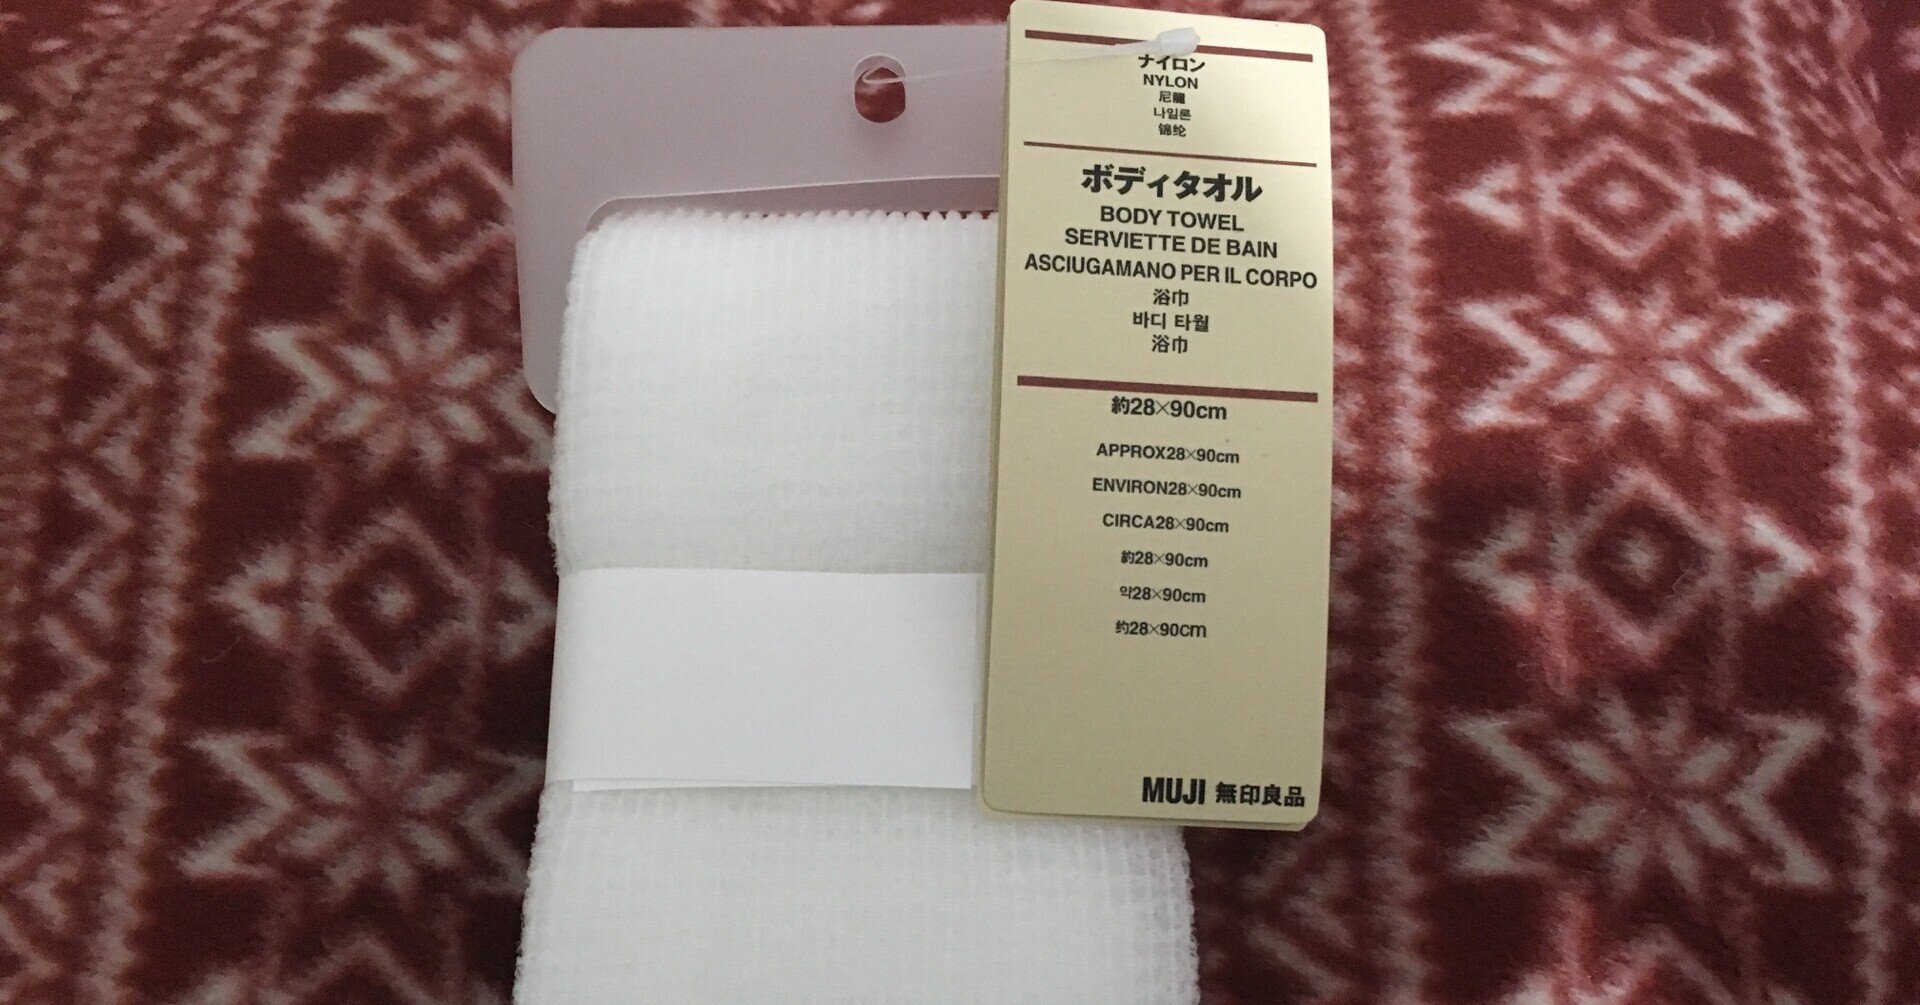 ナイロン
NYLON
尼龍
나일론
锦纶
ボディタオル
BODY TOWEL
SERVIETTE DE BAIN
ASCIUGAMANO PER IL CORPO
浴巾
바디 타월
浴巾
約28×90cm
APPROX28×90cm
ENVIRON28×90cm
CIRCA28×90cm
約28×90cm
약28×90cm
约28×90cm
MUJI 無印良品